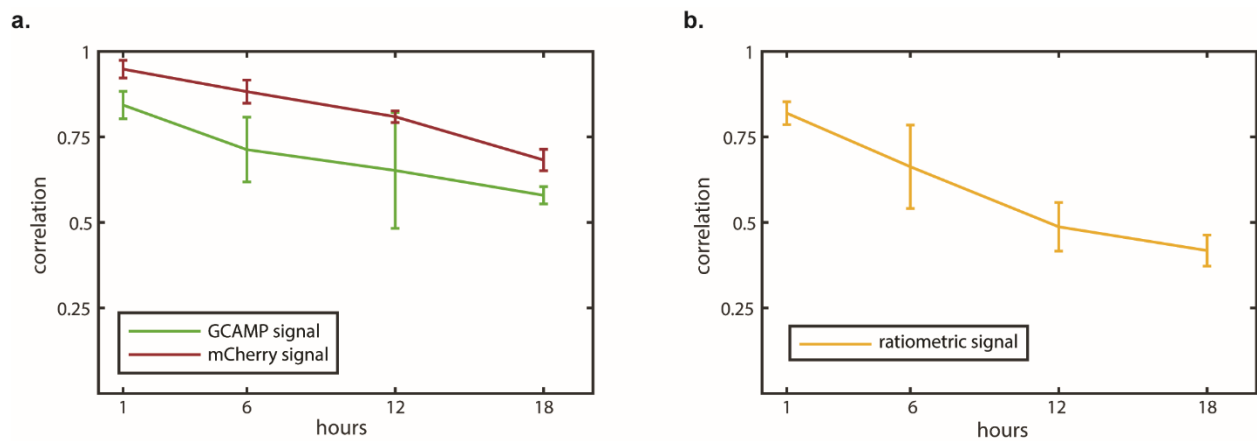 a.
1
0.75
0.5
0.25
correlation
GCAMP signal
mCherry signal
1 6 12 18
hours
b.
1
0.75
0.5
0.25
correlation
ratiometric signal
1 6 12 18
hours